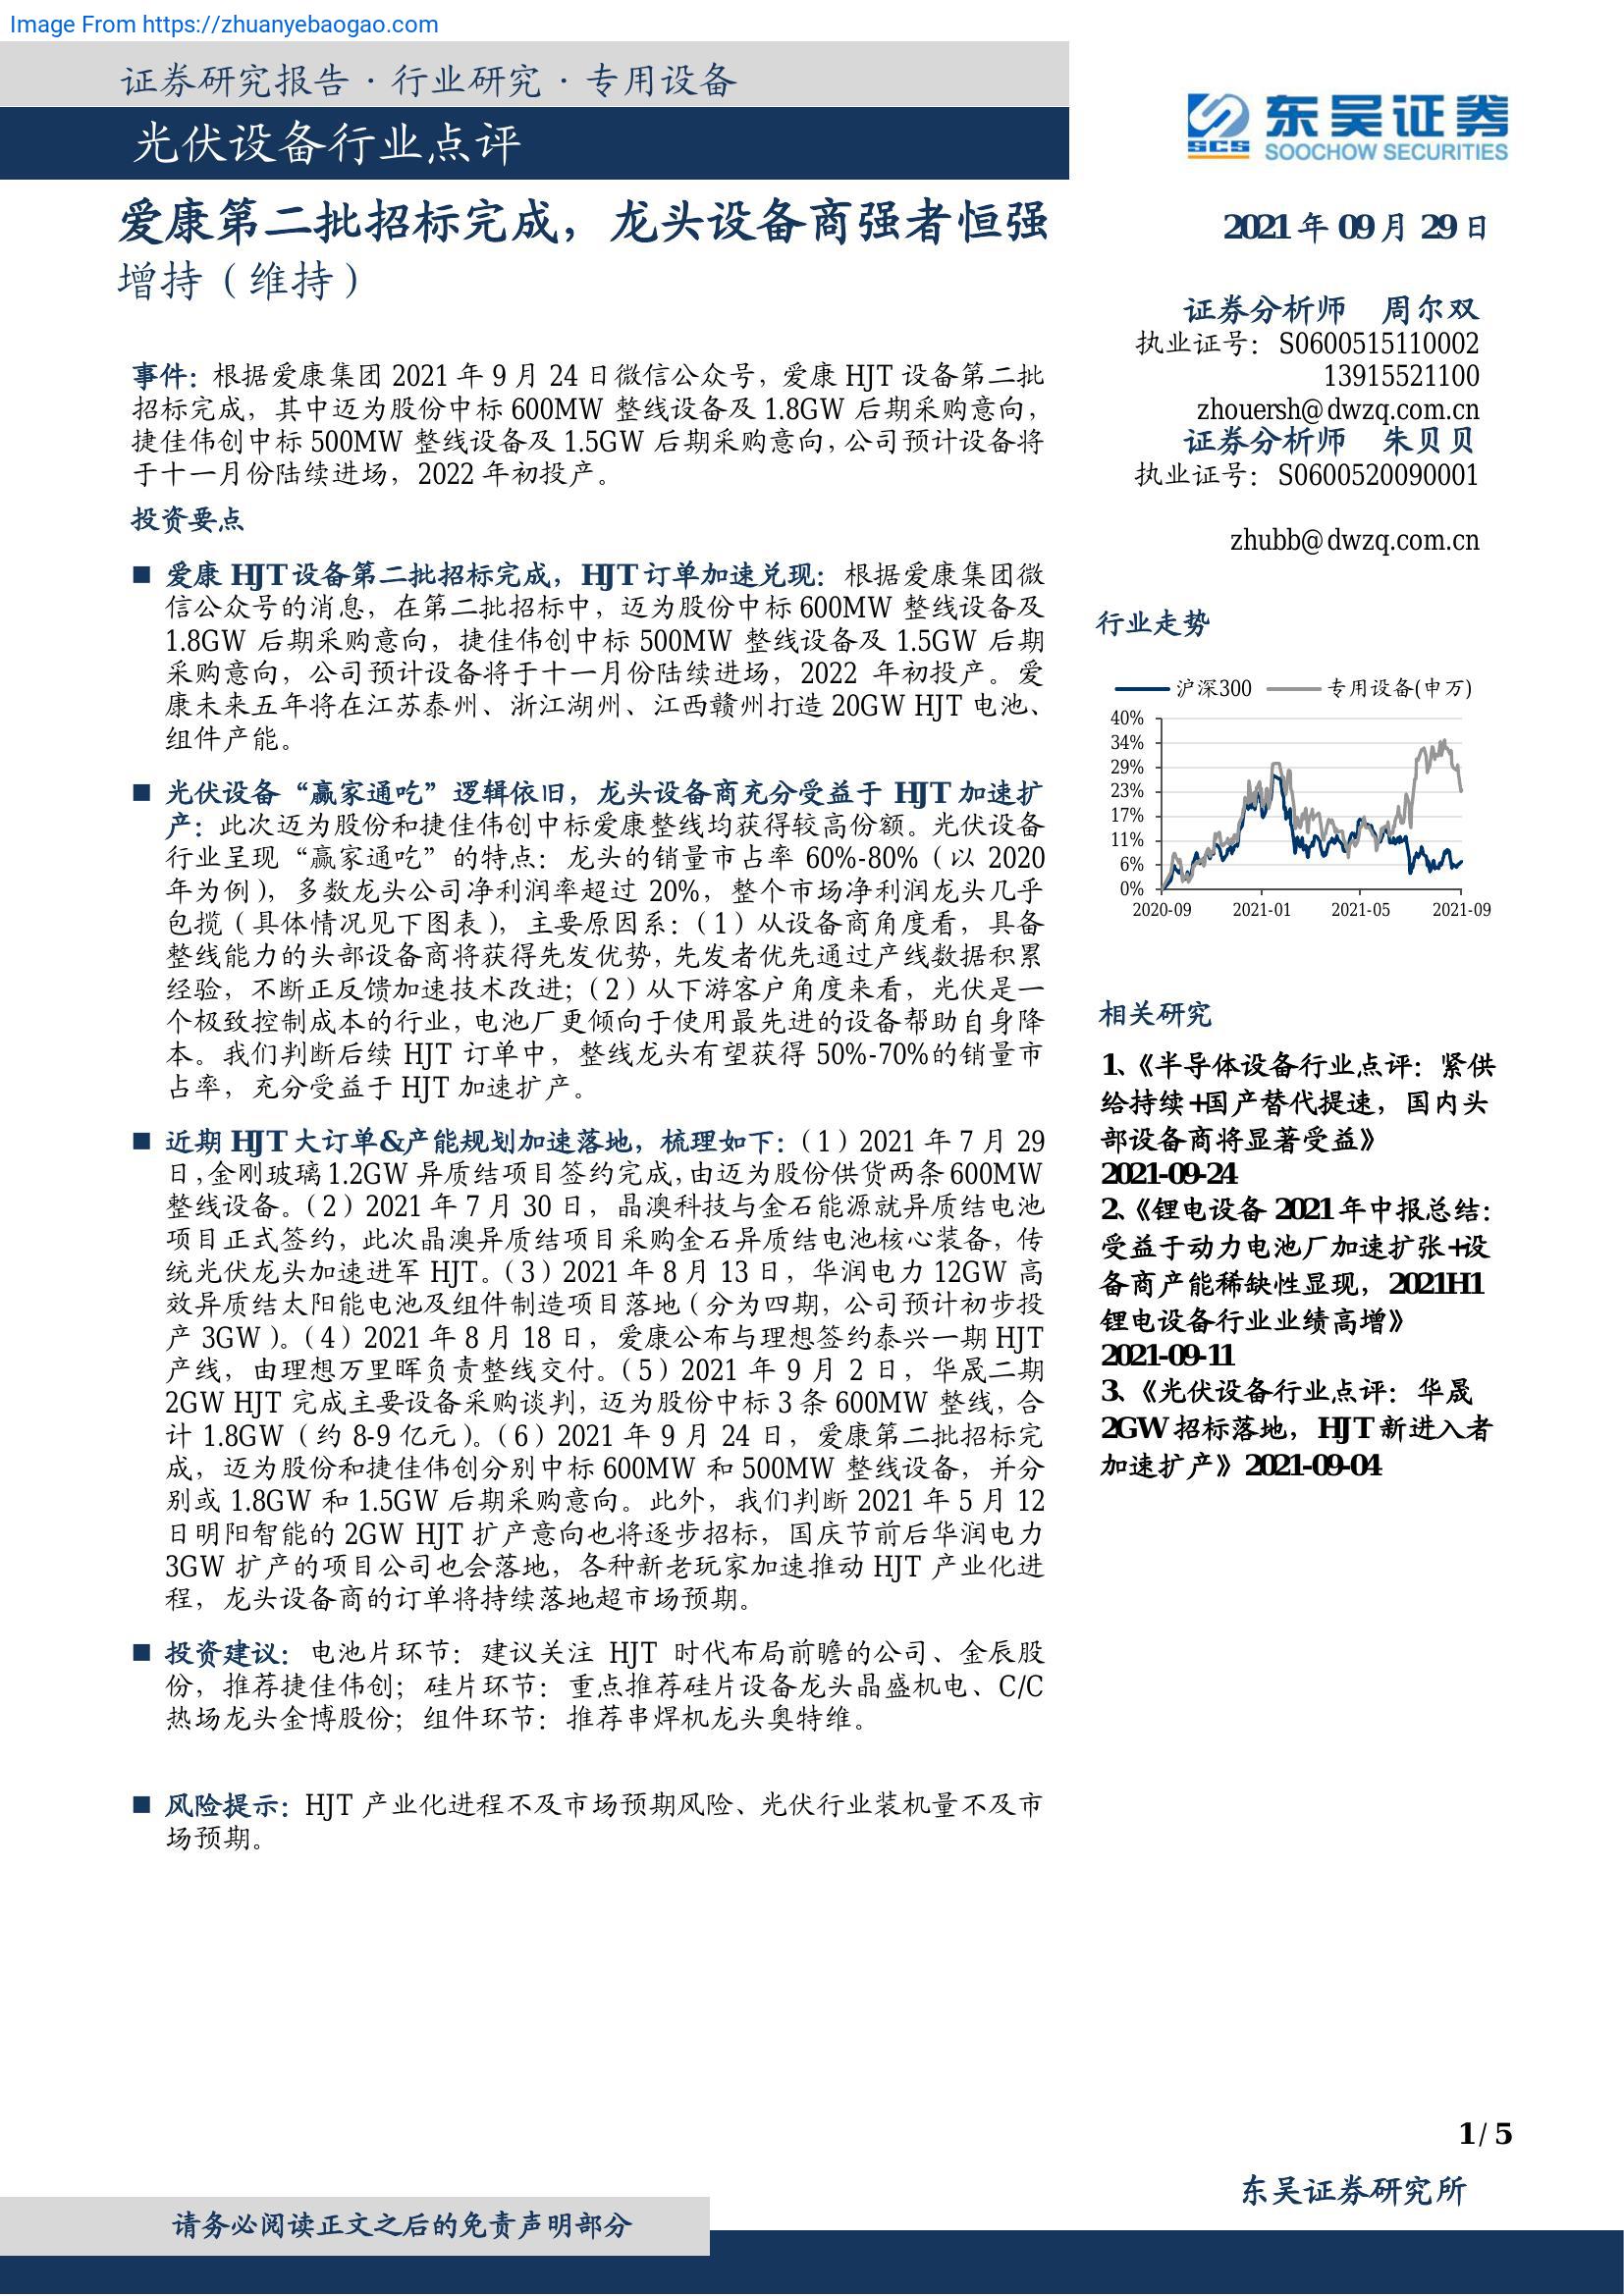 Image From https://zhuanyebaogao.com
证券研究报告 · 行业研究 · 专用设备
光伏设备行业点评
SCS 东吴证券
SOOCHOW SECURITIES
爱康第二批招标完成，龙头设备商强者恒强
增持（维持）
事件：根据爱康集团 2021 年 9 月 24 日微信公众号，爱康 HJT 设备第二批
招标完成，其中迈为股份中标 600MW 整线设备及 1.8GW 后期采购意向，
捷佳伟创中标 500MW 整线设备及 1.5GW 后期采购意向，公司预计设备将
于十一月份陆续进场，2022 年初投产。
投资要点
■ 爱康 HJT 设备第二批招标完成，HJT 订单加速兑现：根据爱康集团微
信公众号的消息，在第二批招标中，迈为股份中标 600MW 整线设备及
1.8GW 后期采购意向，捷佳伟创中标 500MW 整线设备及 1.5GW 后期
采购意向，公司预计设备将于十一月份陆续进场，2022 年初投产。爱
康未来五年将在江苏泰州、浙江湖州、江西赣州打造 20GW HJT 电池、
组件产能。
■ 光伏设备“赢家通吃”逻辑依旧，龙头设备商充分受益于 HJT 加速扩
产：此次迈为股份和捷佳伟创中标爱康整线均获得较高份额。光伏设备
行业呈现“赢家通吃”的特点：龙头的销量市占率 60%-80%（以 2020
年为例），多数龙头公司净利润率超过 20%，整个市场净利润龙头几乎
包揽（具体情况见下图表），主要原因系：（1）从设备商角度看，具备
整线能力的头部设备商将获得先发优势，先发者优先通过产线数据积累
经验，不断正反馈加速技术改进；（2）从下游客户角度来看，光伏是一
个极致控制成本的行业，电池厂更倾向于使用最先进的设备帮助自身降
本。我们判断后续 HJT 订单中，整线龙头有望获得 50%-70%的销量市
占率，充分受益于 HJT 加速扩产。
■ 近期 HJT 大订单&产能规划加速落地，梳理如下：（1）2021 年 7 月 29
日，金刚玻璃 1.2GW 异质结项目签约完成，由迈为股份供货两条 600MW
整线设备。（2）2021 年 7 月 30 日，晶澳科技与金石能源就异质结电池
项目正式签约，此次晶澳异质结项目采购金石异质结电池核心装备，传
统光伏龙头加速进军 HJT。（3）2021 年 8 月 13 日，华润电力 12GW 高
效异质结太阳能电池及组件制造项目落地（分为四期，公司预计初步投
产 3GW）。（4）2021 年 8 月 18 日，爱康公布与理想签约泰兴一期 HJT
产线，由理想万里晖负责整线交付。（5）2021 年 9 月 2 日，华晟二期
2GW HJT 完成主要设备采购谈判，迈为股份中标 3 条 600MW 整线，合
计 1.8GW（约 8-9 亿元）。（6）2021 年 9 月 24 日，爱康第二批招标完
成，迈为股份和捷佳伟创分别中标 600MW 和 500MW 整线设备，并分
别或 1.8GW 和 1.5GW 后期采购意向。此外，我们判断 2021 年 5 月 12
日明阳智能的 2GW HJT 扩产意向也将逐步招标，国庆节前后华润电力
3GW 扩产的项目公司也会落地，各种新老玩家加速推动 HJT 产业化进
程，龙头设备商的订单将持续落地超市场预期。
■ 投资建议：电池片环节：建议关注 HJT 时代布局前瞻的公司、金辰股
份，推荐捷佳伟创；硅片环节：重点推荐硅片设备龙头晶盛机电、C/C
热场龙头金博股份；组件环节：推荐串焊机龙头奥特维。
■ 风险提示：HJT 产业化进程不及市场预期风险、光伏行业装机量不及市
场预期。
2021 年 09 月 29 日
证券分析师 周尔双
执业证号：S0600515110002
13915521100
zhouersh@dwzq.com.cn
证券分析师 朱贝贝
执业证号：S0600520090001
zhubb@dwzq.com.cn
行业走势
沪深300 专用设备(申万)
40%
34%
29%
23%
17%
11%
6%
0%
2020-09 2021-01 2021-05 2021-09
相关研究
1、《半导体设备行业点评：紧供
给持续+国产替代提速，国内头
部设备商将显著受益》
2021-09-24
2、《锂电设备 2021 年中报总结：
受益于动力电池厂加速扩张+设
备商产能稀缺性显现，2021H1
锂电设备行业业绩高增》
2021-09-11
3、《光伏设备行业点评：华晟
2GW 招标落地，HJT 新进入者
加速扩产》2021-09-04
1 / 5
东吴证券研究所
请务必阅读正文之后的免责声明部分